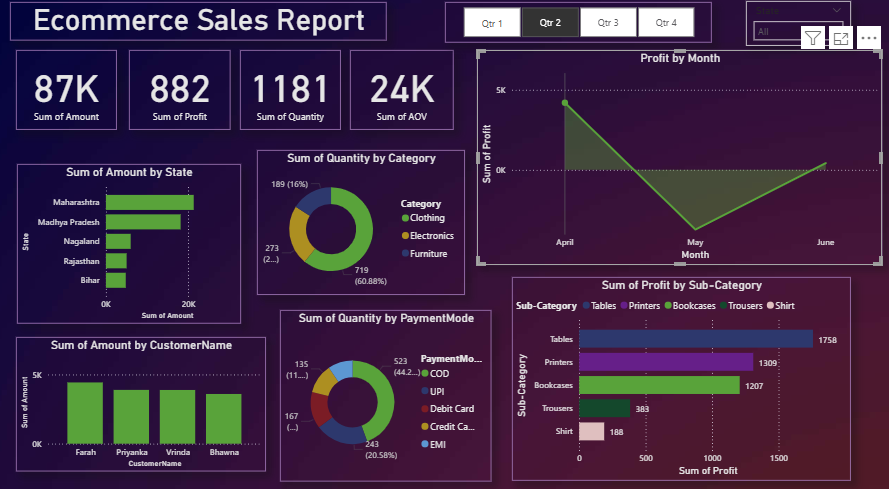 Ecommerce Sales Report
Qtr 1
Qtr 2
Qtr 3
Qtr 4
All
87K
Sum of Amount
882
Sum of Profit
1181
Sum of Quantity
24K
Sum of AOV
Profit by Month
5K
0K
Sum of Profit
April
May
June
Month
Sum of Amount by State
State
Maharashtra
Madhya Pradesh
Nagaland
Rajasthan
Bihar
0K
20K
Sum of Amount
Sum of Quantity by Category
189 (16%)
273
(2...)
719
(60.88%)
Category
Clothing
Electronics
Furniture
Sum of Amount by CustomerName
Sum of Amount
5K
0K
Farah
Priyanka
Vrinda
Bhawna
CustomerName
Sum of Quantity by PaymentMode
135
(11....)
167
(...)
523
(44.2...)
243
(20.58%)
PaymentMo...
COD
UPI
Debit Card
Credit Ca...
EMI
Sum of Profit by Sub-Category
Sub-Category
Tables
Printers
Bookcases
Trousers
Shirt
Sub-Category
Tables
1758
Printers
1309
Bookcases
1207
Trousers
383
Shirt
188
0
500
1000
1500
Sum of Profit